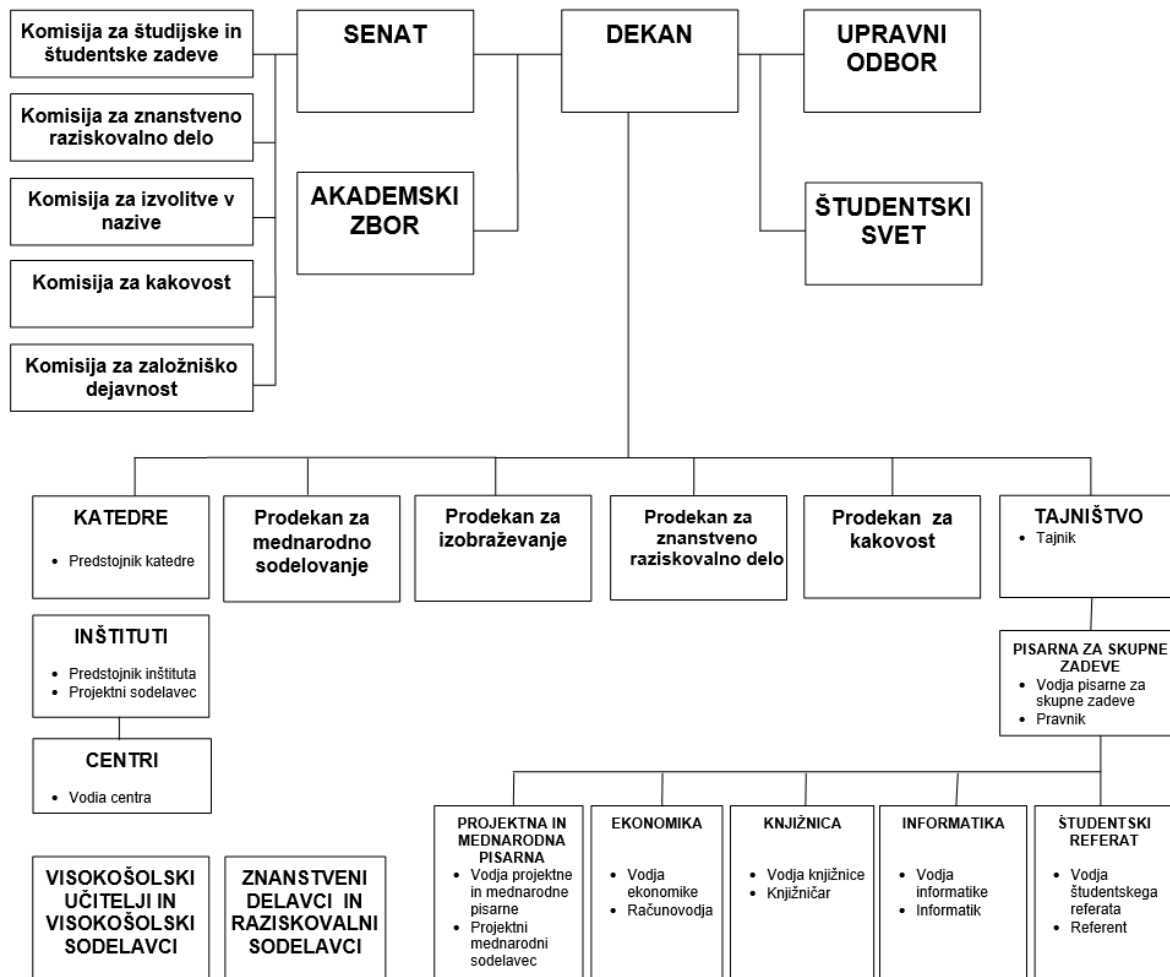 Komisija za študijske in
študentske zadeve
SENAT
DEKAN
UPRAVNI
ODBOR
Komisija za znanstveno
raziskovalno delo
Komisija za izvolitve v
nazive
AKADEMSKI
ZBOR
ŠTUDENTSKI
SVET
Komisija za kakovost
Komisija za založniško
dejavnost
KATEDRE
• Predstojnik katedre
Prodekan za
mednarodno
sodelovanje
Prodekan za
izobraževanje
Prodekan za
znanstveno
raziskovalno delo
Prodekan za
kakovost
TAJNIŠTVO
• Tajnik
INŠTITUTI
• Predstojnik inštituta
• Projektni sodelavec
PISARNA ZA SKUPNE
ZADEVE
• Vodja pisarne za
skupne zadeve
• Pravnik
CENTRI
• Vodia centra
PROJEKTNA IN
MEDNARODNA
PISARNA
• Vodja projektne
in mednarodne
pisarne
• Projektni
mednarodni
sodelavec
EKONOMIKA
• Vodja
ekonomike
• Računovodja
KNJIŽNICA
• Vodja knjižnice
• Knjižničar
INFORMATIKA
• Vodja
informatike
• Informatik
ŠTUDENTSKI
REFERAT
• Vodja
študentskega
referata
• Referent
VISOKOŠOLSKI
UČITELJI IN
VISOKOŠOLSKI
SODELAVCI
ZNANSTVENI
DELAVCI IN
RAZISKOVALNI
SODELAVCI